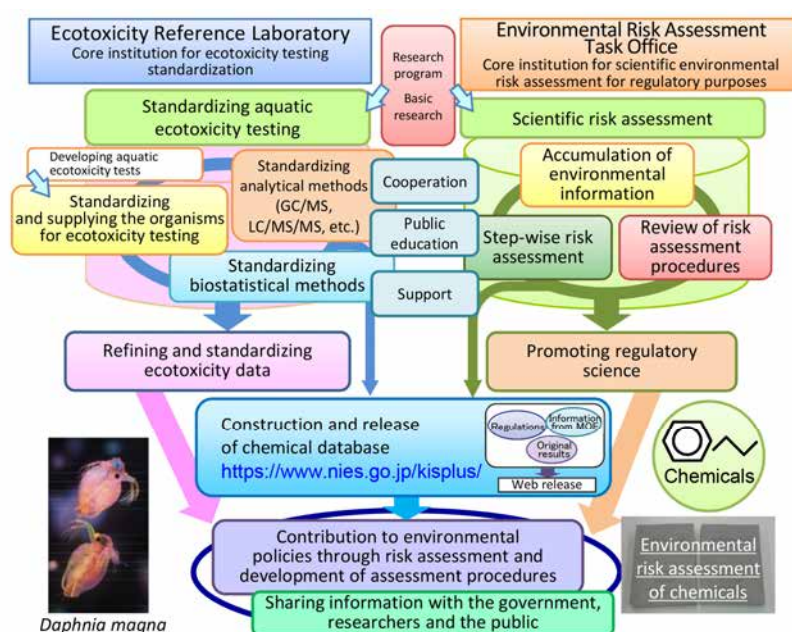 Ecotoxicity Reference Laboratory
Core institution for ecotoxicity testing
standardization
Research
program
Basic
research
Environmental Risk Assessment
Task Office
Core institution for scientific environmental
risk assessment for regulatory purposes
Standardizing aquatic
ecotoxicity testing
Scientific risk assessment
Developing aquatic
ecotoxicity tests
Standardizing
and supplying the organisms
for ecotoxicity testing
Standardizing
analytical methods
(GC/MS,
LC/MS/MS, etc.)
Standardizing
biostatistical methods
Cooperation
Public
education
Support
Accumulation of
environmental
information
Step-wise risk
assessment
Review of risk
assessment
procedures
Refining and standardizing
ecotoxicity data
Promoting regulatory
science
Construction and release
of chemical database
https://www.nies.go.jp/kisplus/
Regulations
Information
from MOE
Original
results
Web release
Chemicals
Contribution to environmental
policies through risk assessment and
development of assessment procedures
Sharing information with the government,
researchers and the public
Daphnia magna
Environmental
risk assessment
of chemicals